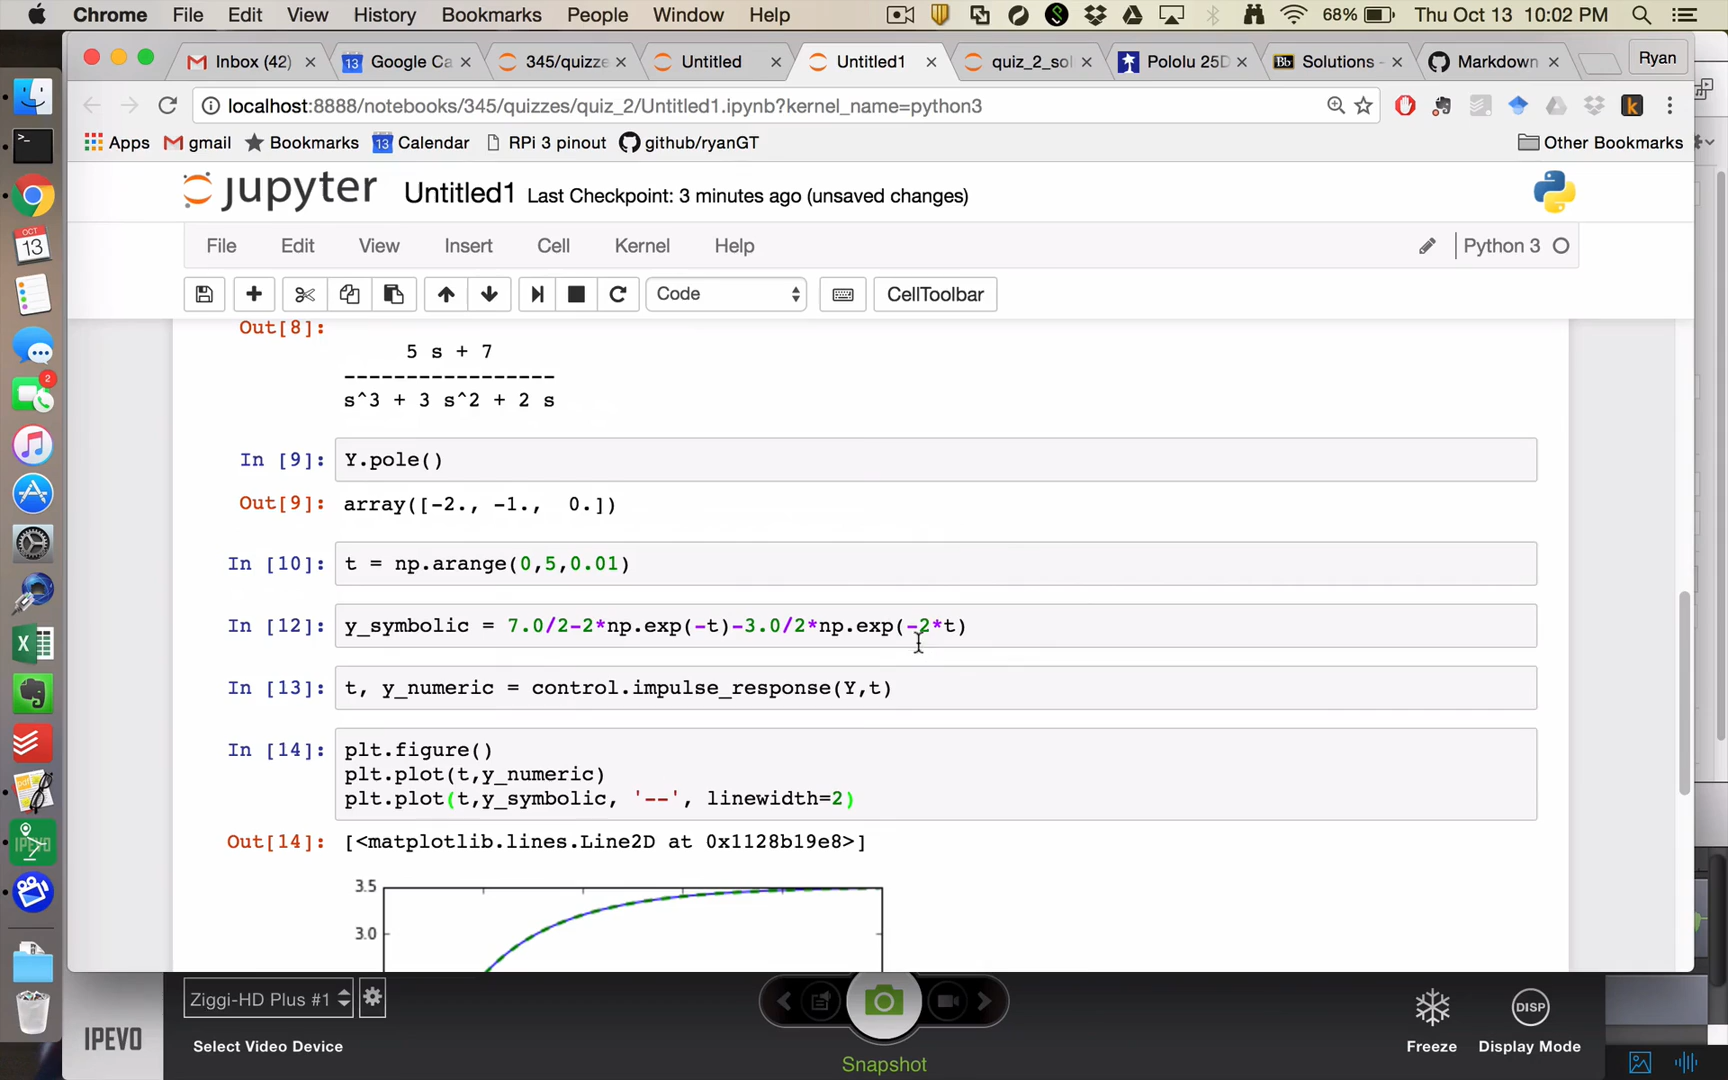 Chrome File Edit View History Bookmarks People Window Help 68% Thu Oct 13 10:02 PM
Inbox (42) Google Ca 345/quizze Untitled Untitled1 quiz_2_sol Pololu 25D Bb Solutions - Markdown Ryan
localhost:8888/notebooks/345/quizzes/quiz_2/Untitled1.ipynb?kernel_name=python3
Apps gmail Bookmarks Calendar RPi 3 pinout github/ryanGT Other Bookmarks
jupyter Untitled1 Last Checkpoint: 3 minutes ago (unsaved changes)
File Edit View Insert Cell Kernel Help Python 3
Code CellToolbar
Out[8]:
5 s + 7
-----------------
s^3 + 3 s^2 + 2 s
In [9]: Y.pole()
Out[9]: array([-2., -1., 0.])
In [10]: t = np.arange(0,5,0.01)
In [12]: y_symbolic = 7.0/2-2*np.exp(-t)-3.0/2*np.exp(-2*t)
In [13]: t, y_numeric = control.impulse_response(Y,t)
In [14]: plt.figure()
plt.plot(t,y_numeric)
plt.plot(t,y_symbolic, '--', linewidth=2)
Out[14]: [<matplotlib.lines.Line2D at 0x1128b19e8>]
3.5
3.0
OCT
13
2
IPEVO
Ziggi-HD Plus #1
Select Video Device
Snapshot
Freeze
DISP
Display Mode